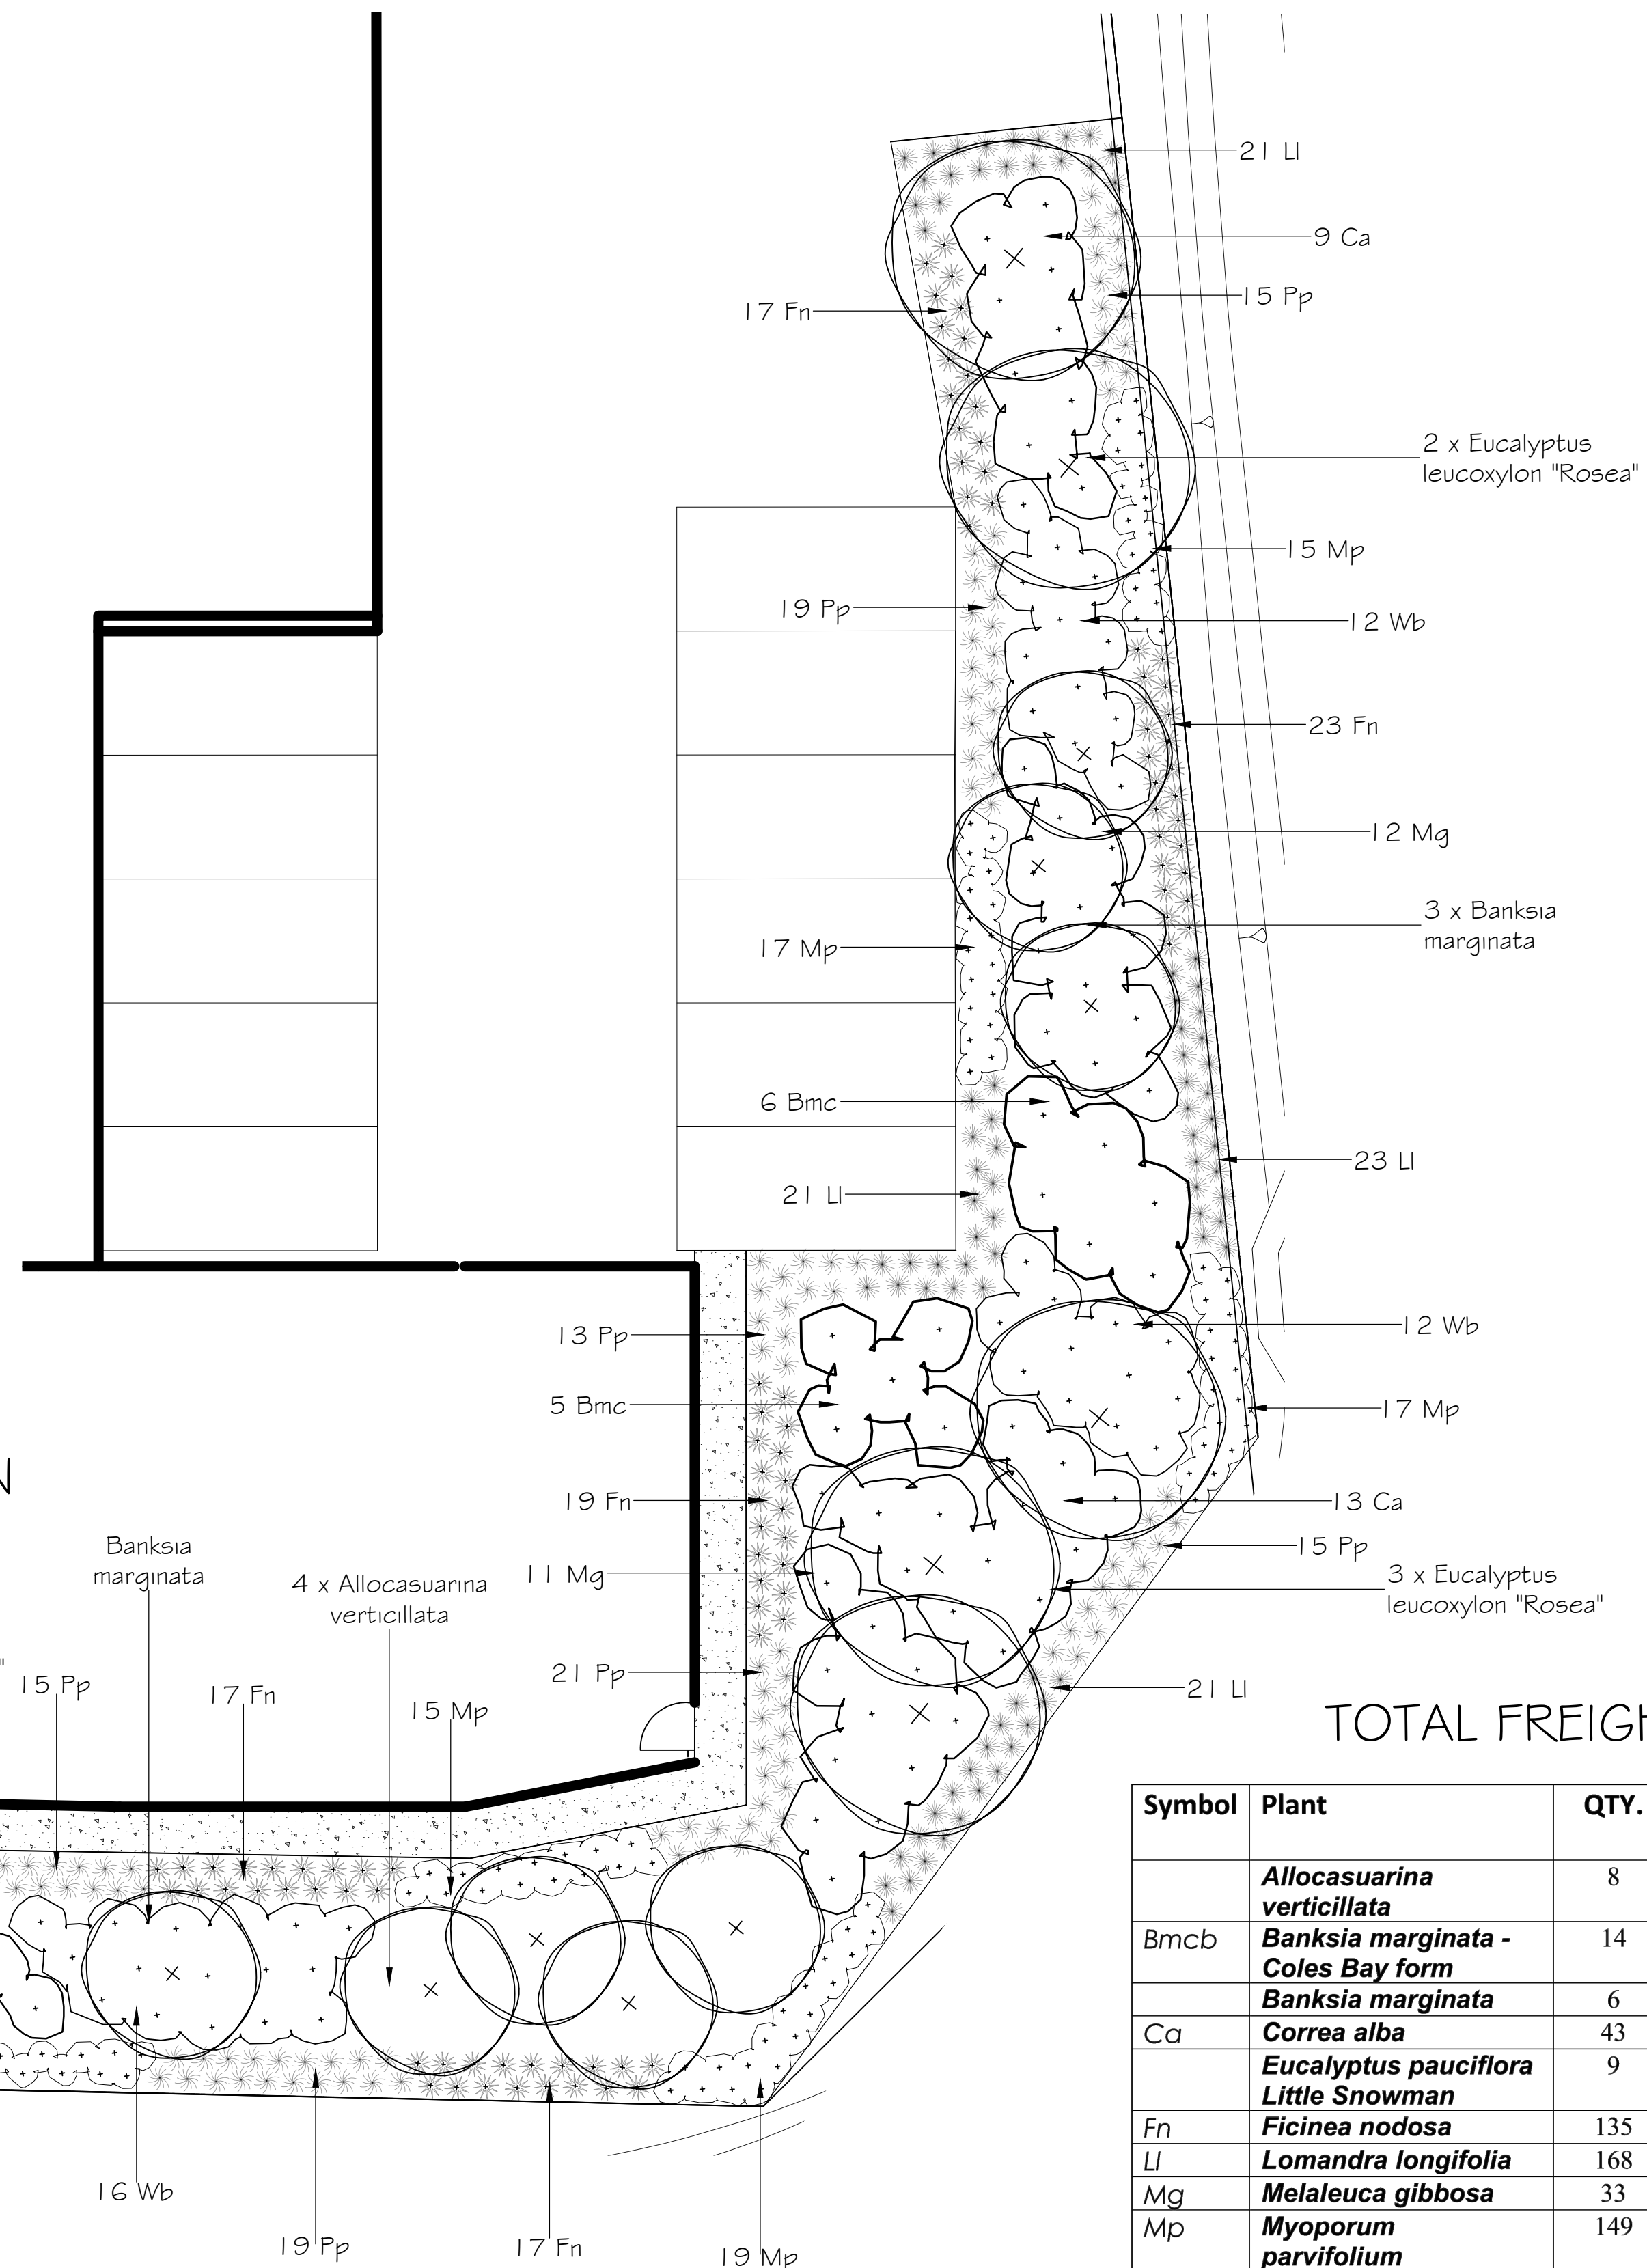 21 Ll
9 Ca
15 Pp
17 Fn
2 x Eucalyptus
leucoxylon "Rosea"
15 Mp
19 Pp
12 Wb
23 Fn
12 Mg
3 x Banksia
marginata
17 Mp
6 Bmc
23 Ll
21 Ll
12 Wb
13 Pp
5 Bmc
17 Mp
N
19 Fn
13 Ca
15 Pp
Banksia
marginata
4 x Allocasuarina
verticillata
11 Mg
3 x Eucalyptus
leucoxylon "Rosea"
"
15 Pp
17 Fn
15 Mp
21 Pp
21 Ll
TOTAL FREIGH
Symbol Plant QTY.
Allocasuarina
verticillata 8
Bmcb Banksia marginata - 14
Coles Bay form
Banksia marginata 6
Ca Correa alba 43
Eucalyptus pauciflora 9
Little Snowman
Fn Ficinea nodosa 135
Ll Lomandra longifolia 168
Mg Melaleuca gibbosa 33
Mp Myoporum 149
parvifolium
16 Wb
19 Pp
17 Fn
19 Mp